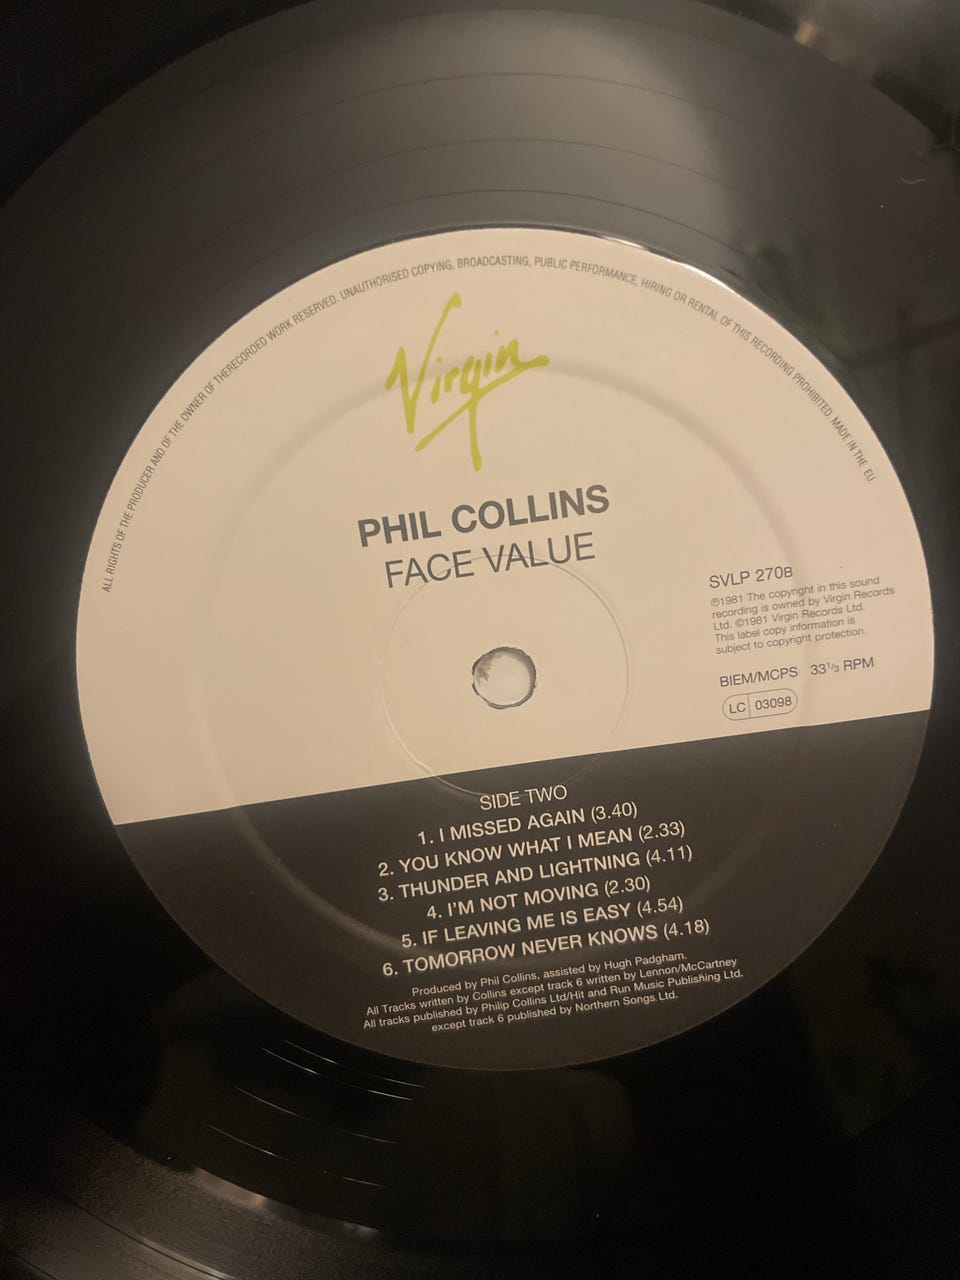 ALL RIGHTS OF THE PRODUCER AND OF THE OWNER OF THERECORDED WORK RESERVED. UNAUTHORISED COPYING, BROADCASTING, PUBLIC PERFORMANCE, HIRING OR RENTAL OF THIS RECORDING PROHIBITED. MADE IN THE EU.
Virgin
PHIL COLLINS
FACE VALUE
SVLP 270B
℗1981 The copyright in this sound
recording is owned by Virgin Records
Ltd. ©1981 Virgin Records Ltd.
This label copy information is
subject to copyright protection.
BIEM/MCPS 33⅓ RPM
LC 03098
SIDE TWO
1. I MISSED AGAIN (3.40)
2. YOU KNOW WHAT I MEAN (2.33)
3. THUNDER AND LIGHTNING (4.11)
4. I'M NOT MOVING (2.30)
5. IF LEAVING ME IS EASY (4.54)
6. TOMORROW NEVER KNOWS (4.18)
Produced by Phil Collins, assisted by Hugh Padgham.
All Tracks written by Collins except track 6 written by Lennon/McCartney
All tracks published by Philip Collins Ltd/Hit and Run Music Publishing Ltd.
except track 6 published by Northern Songs Ltd.